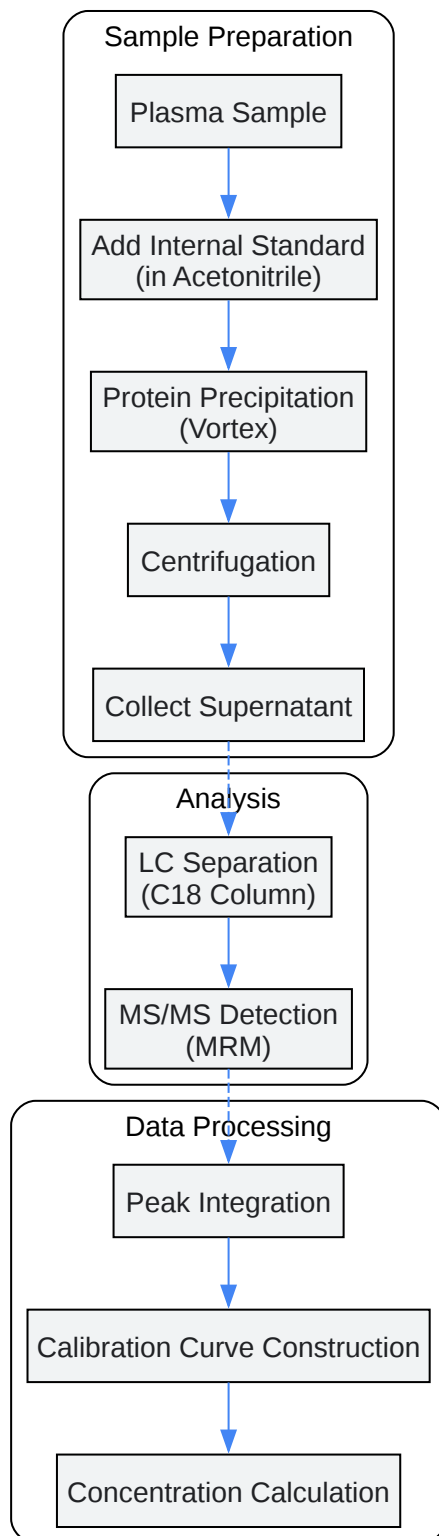 Sample Preparation
Plasma Sample
Add Internal Standard
(in Acetonitrile)
Protein Precipitation
(Vortex)
Centrifugation
Collect Supernatant
Analysis
LC Separation
(C18 Column)
MS/MS Detection
(MRM)
Data Processing
Peak Integration
Calibration Curve Construction
Concentration Calculation